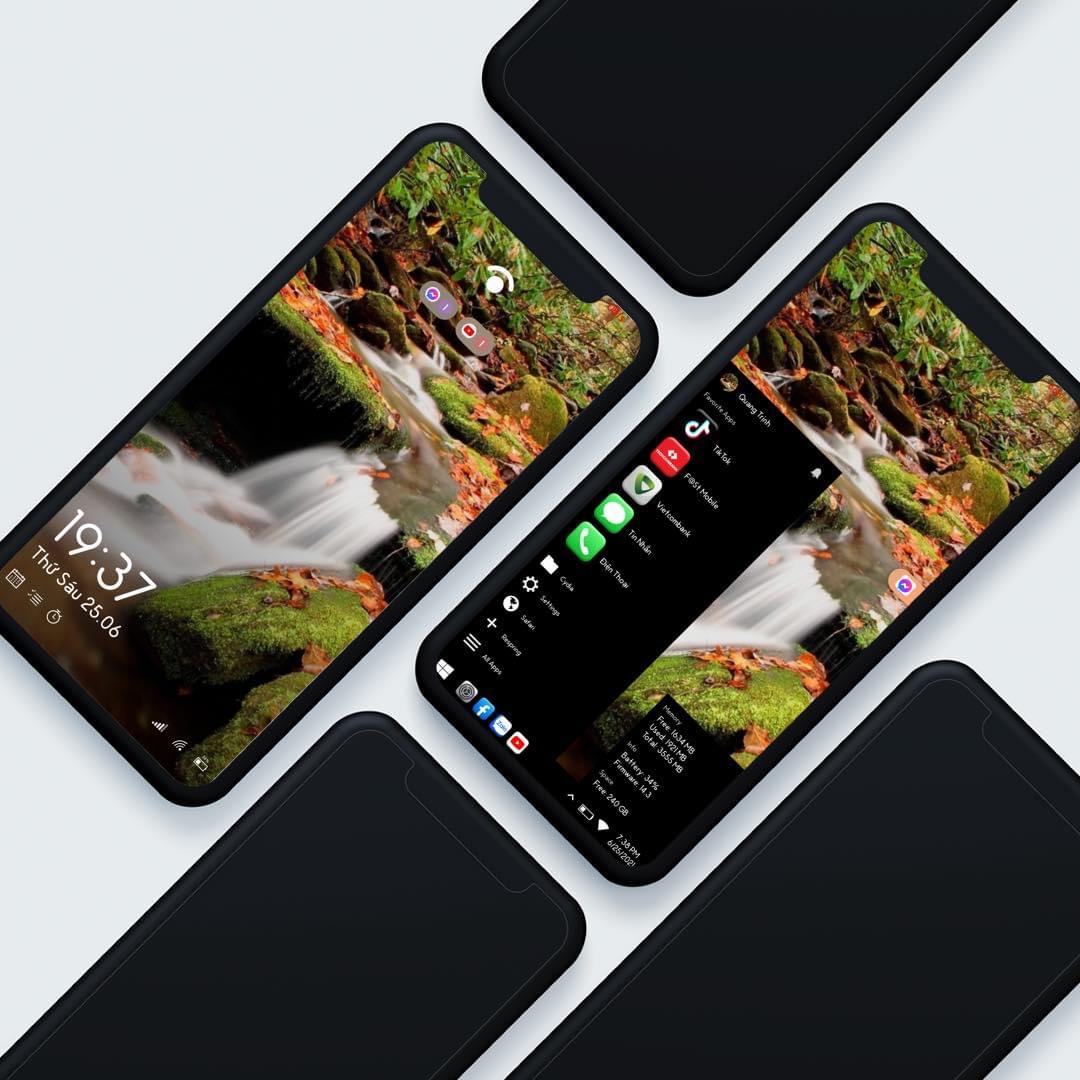 19:37
Thứ Sáu 25.06
Quang Trinh
Favorite Apps
TikTok
F@St Mobile
Vietcombank
Tin Nhắn
Điện Thoại
Cydia
Settings
Safari
Respring
All Apps
Zalo
Memory
Free: 1634 MB
Used: 1921 MB
Total: 3555 MB
Info
Battery: 34%
Firmware: 14.3
Space
Free: 240 GB
7:38 PM
6/25/2021